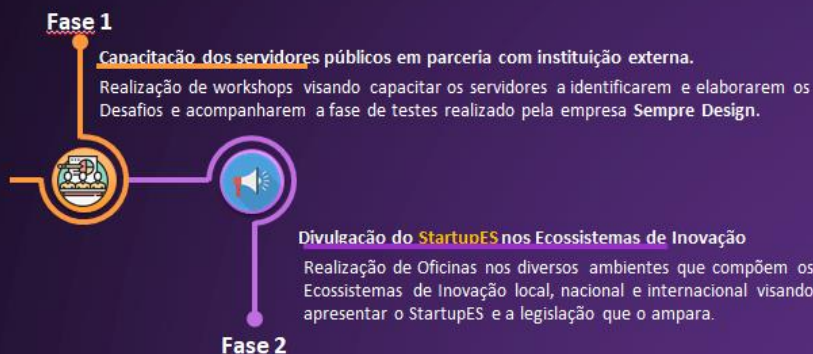 Fase 1
Capacitação dos servidores públicos em parceria com instituição externa.
Realização de workshops visando capacitar os servidores a identificarem e elaborarem os
Desafios e acompanharem a fase de testes realizado pela empresa Sempre Design.
Divulgação do StartupES nos Ecossistemas de Inovação
Realização de Oficinas nos diversos ambientes que compõem os
Ecossistemas de Inovação local, nacional e internacional visando
apresentar o StartupES e a legislação que o ampara.
Fase 2